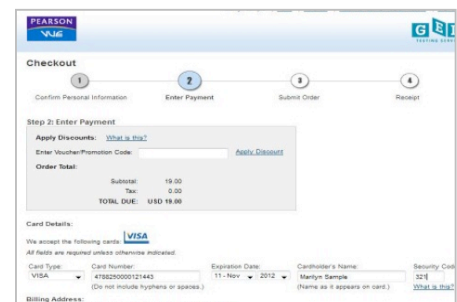 PEARSON
VUE
GE
TESTING SERV
Checkout
1 2 3 4
Confirm Personal Information Enter Payment Submit Order Receipt
Step 2: Enter Payment
Apply Discounts: What is this?
Enter Voucher/Promotion Code: Apply Discount
Order Total:
Subtotal: 19.00
Tax: 0.00
TOTAL DUE: USD 19.00
Card Details:
We accept the following cards: VISA
All fields are required unless otherwise indicated.
Card Type: Card Number: Expiration Date: Cardholder's Name: Security Cod
VISA 4788250000121443 11 - Nov 2012 Marilyn Sample 321
(Do not include hyphens or spaces.) (Name as it appears on card.) What is this?
Billing Address: